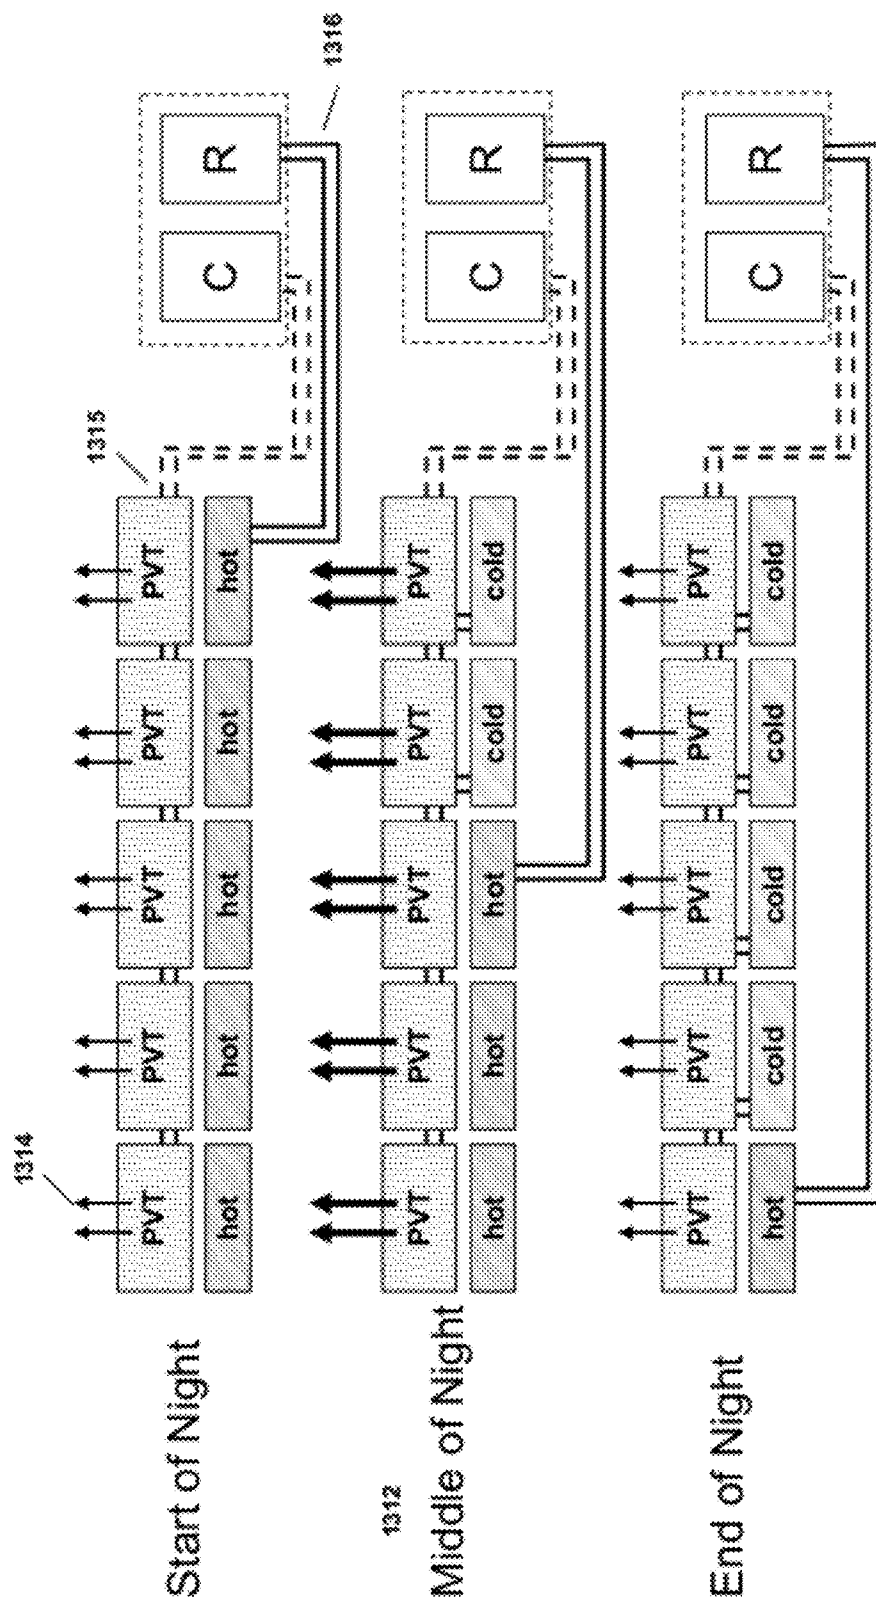 1314
1315
PVT PVT PVT PVT PVT
Start of Night
C R
hot hot hot hot hot
1316
1312
PVT PVT PVT PVT PVT
Middle of Night
C R
hot hot hot cold cold
PVT PVT PVT PVT PVT
End of Night
C R
hot cold cold cold cold